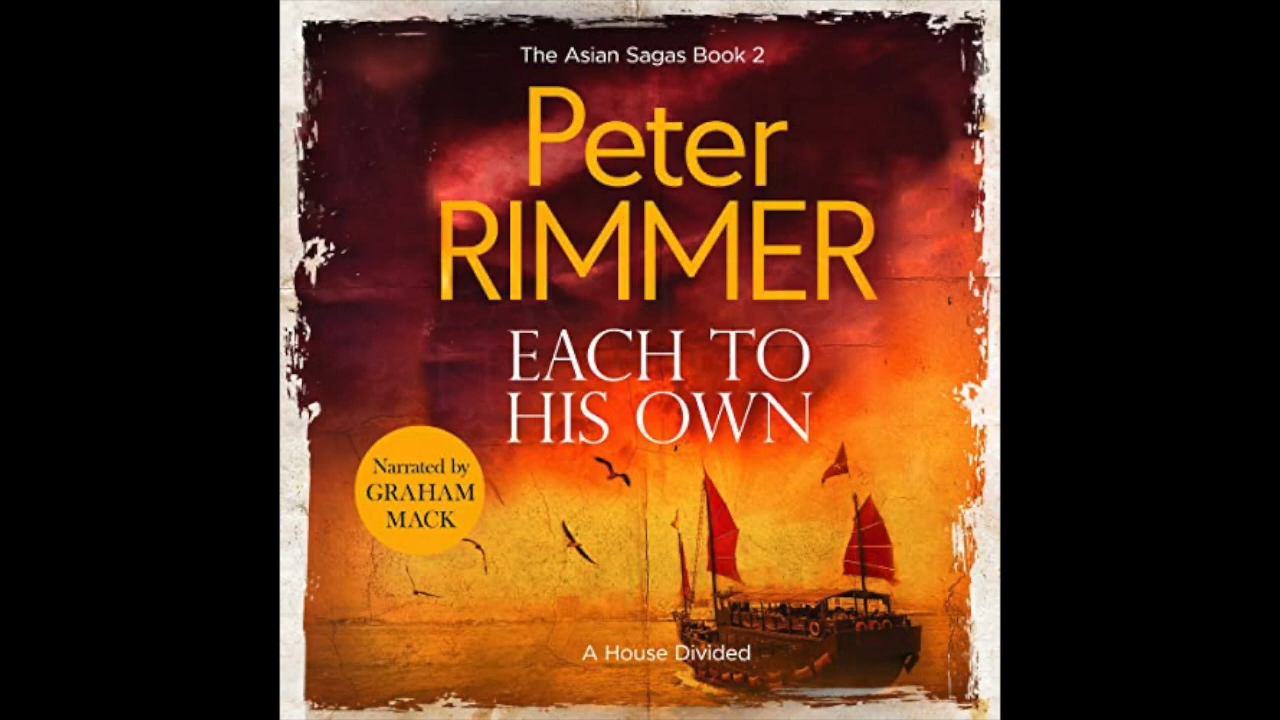 The Asian Sagas Book 2
Peter
RIMMER
EACH TO
HIS OWN
Narrated by
GRAHAM
MACK
A House Divided